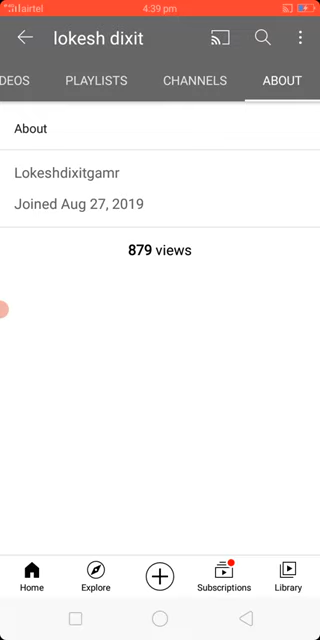 airtel 4:39 pm
lokesh dixit
DEOS PLAYLISTS CHANNELS ABOUT
About
Lokeshdixitgamr
Joined Aug 27, 2019
879 views
Home Explore Subscriptions Library